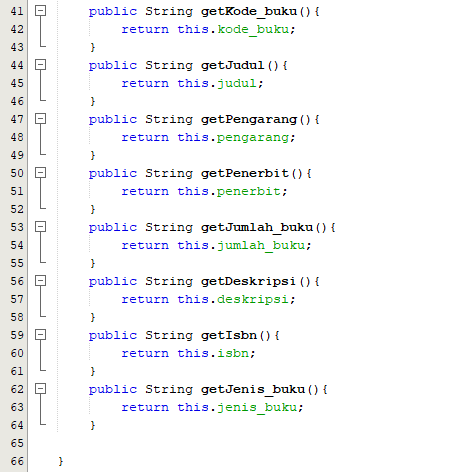 41 public String getKode_buku(){
42 return this.kode_buku;
43 }
44 public String getJudul(){
45 return this.judul;
46 }
47 public String getPengarang(){
48 return this.pengarang;
49 }
50 public String getPenerbit(){
51 return this.penerbit;
52 }
53 public String getJumlah_buku(){
54 return this.jumlah_buku;
55 }
56 public String getDeskripsi(){
57 return this.deskripsi;
58 }
59 public String getIsbn(){
60 return this.isbn;
61 }
62 public String getJenis_buku(){
63 return this.jenis_buku;
64 }
65
66 }